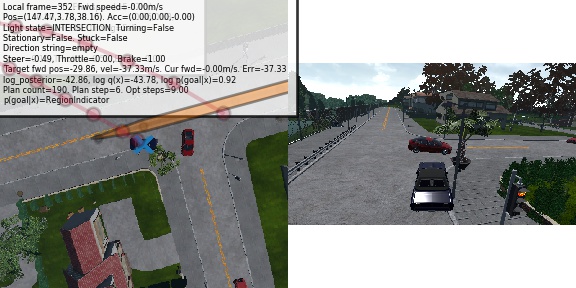 Local frame=352. Fwd speed=-0.00m/s
Pos=(147.47,3.78,38.16). Acc=(0.00,0.00,-0.00)
Light state=INTERSECTION. Turning=False
Stationary=False. Stuck=False
Direction string=empty
Steer=-0.49, Throttle=0.00, Brake=1.00
Target fwd pos=-29.86, vel=-37.33m/s. Cur fwd=-0.00m/s. Err=-37.33
log_posterior=-42.86, log q(x)=-43.78, log p(goal|x)=0.92
Plan count=190, Plan step=6. Opt steps=9.00
p(goal|x)=RegionIndicator